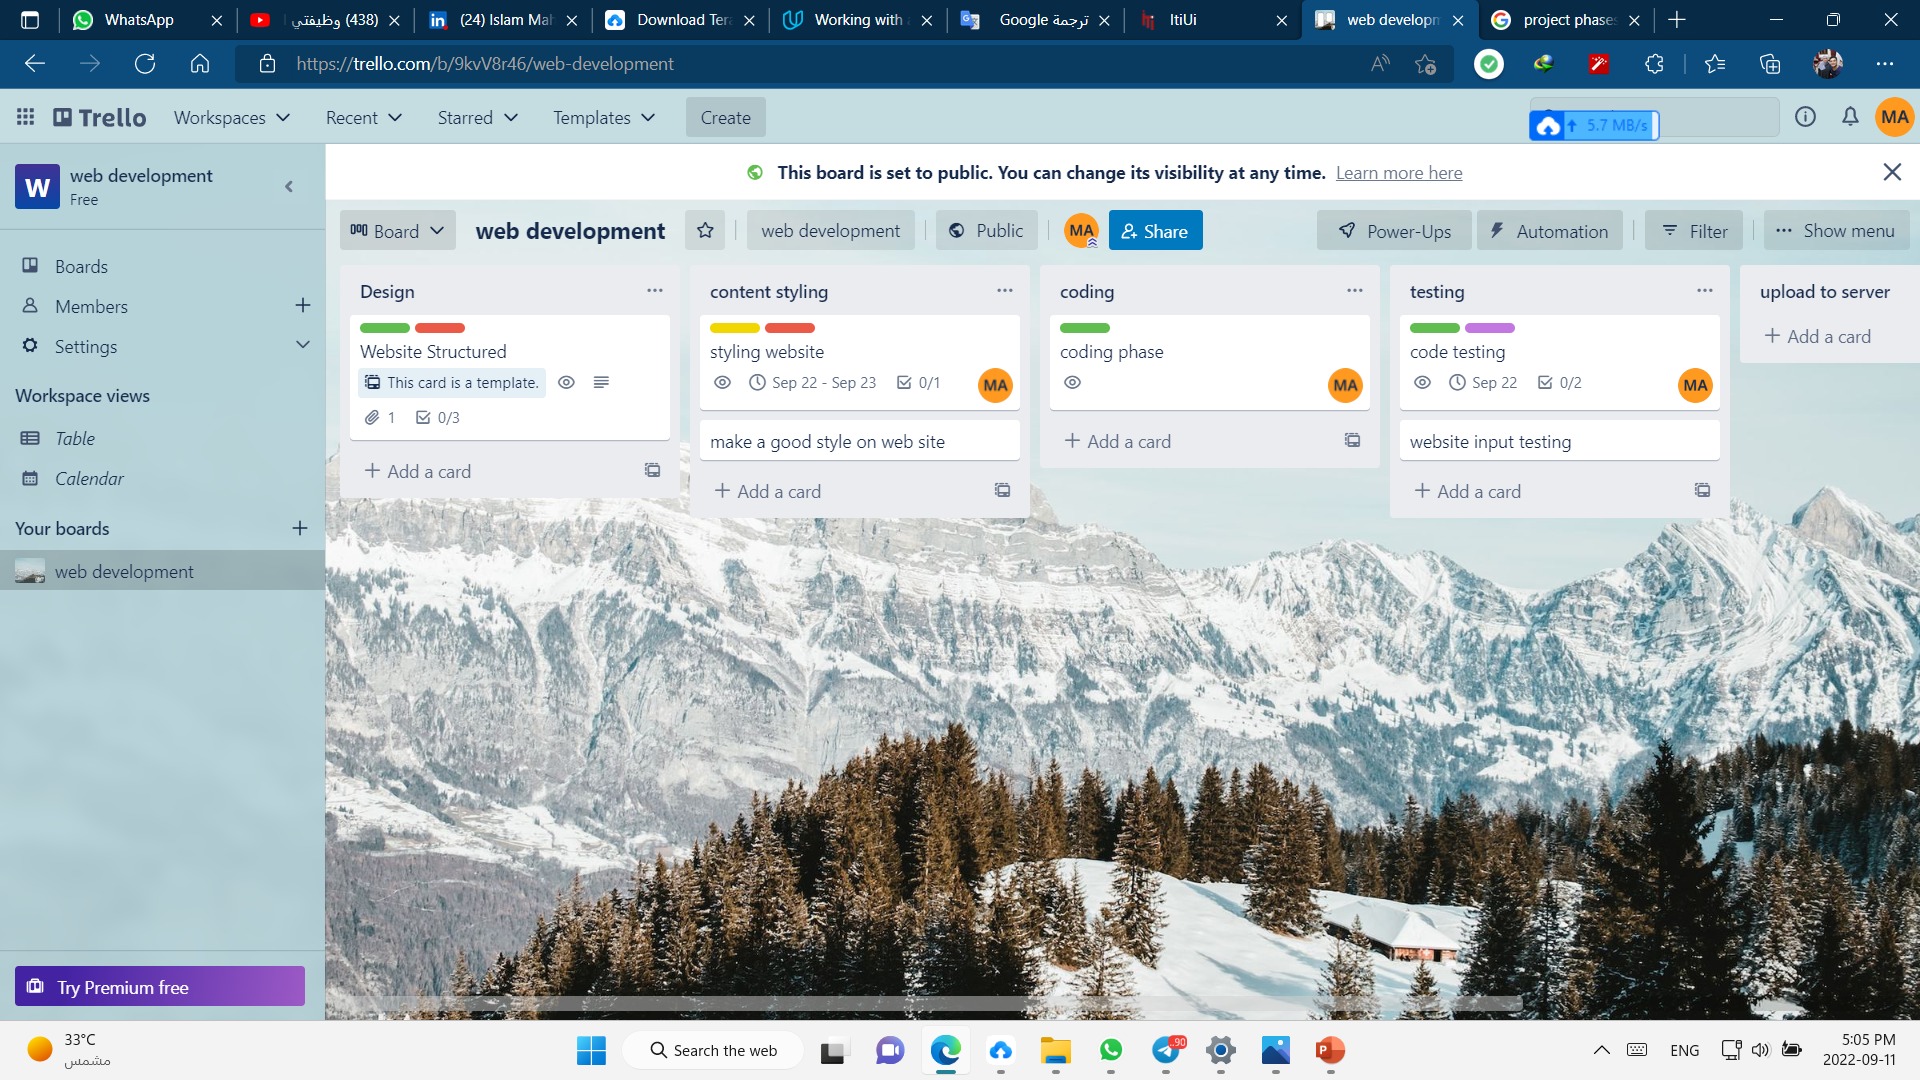 WhatsApp
(438) وظيفتي
(24) Islam Mah
Download Tera
Working with
Google ترجمة
ItiUi
web developm
project phases
https://trello.com/b/9kvV8r46/web-development
Trello
Workspaces
Recent
Starred
Templates
Create
5.7 MB/s
MA
W
web development
Free
This board is set to public. You can change its visibility at any time. Learn more here
Board
web development
web development
Public
MA
Share
Power-Ups
Automation
Filter
Show menu
Boards
Members
Settings
Workspace views
Table
Calendar
Your boards
web development
Try Premium free
Design
Website Structured
This card is a template.
1
0/3
Add a card
content styling
styling website
Sep 22 - Sep 23
0/1
MA
make a good style on web site
Add a card
coding
coding phase
MA
Add a card
testing
code testing
Sep 22
0/2
MA
website input testing
Add a card
upload to server
Add a card
33°C
مشمس
Search the web
90
P
ENG
5:05 PM
2022-09-11